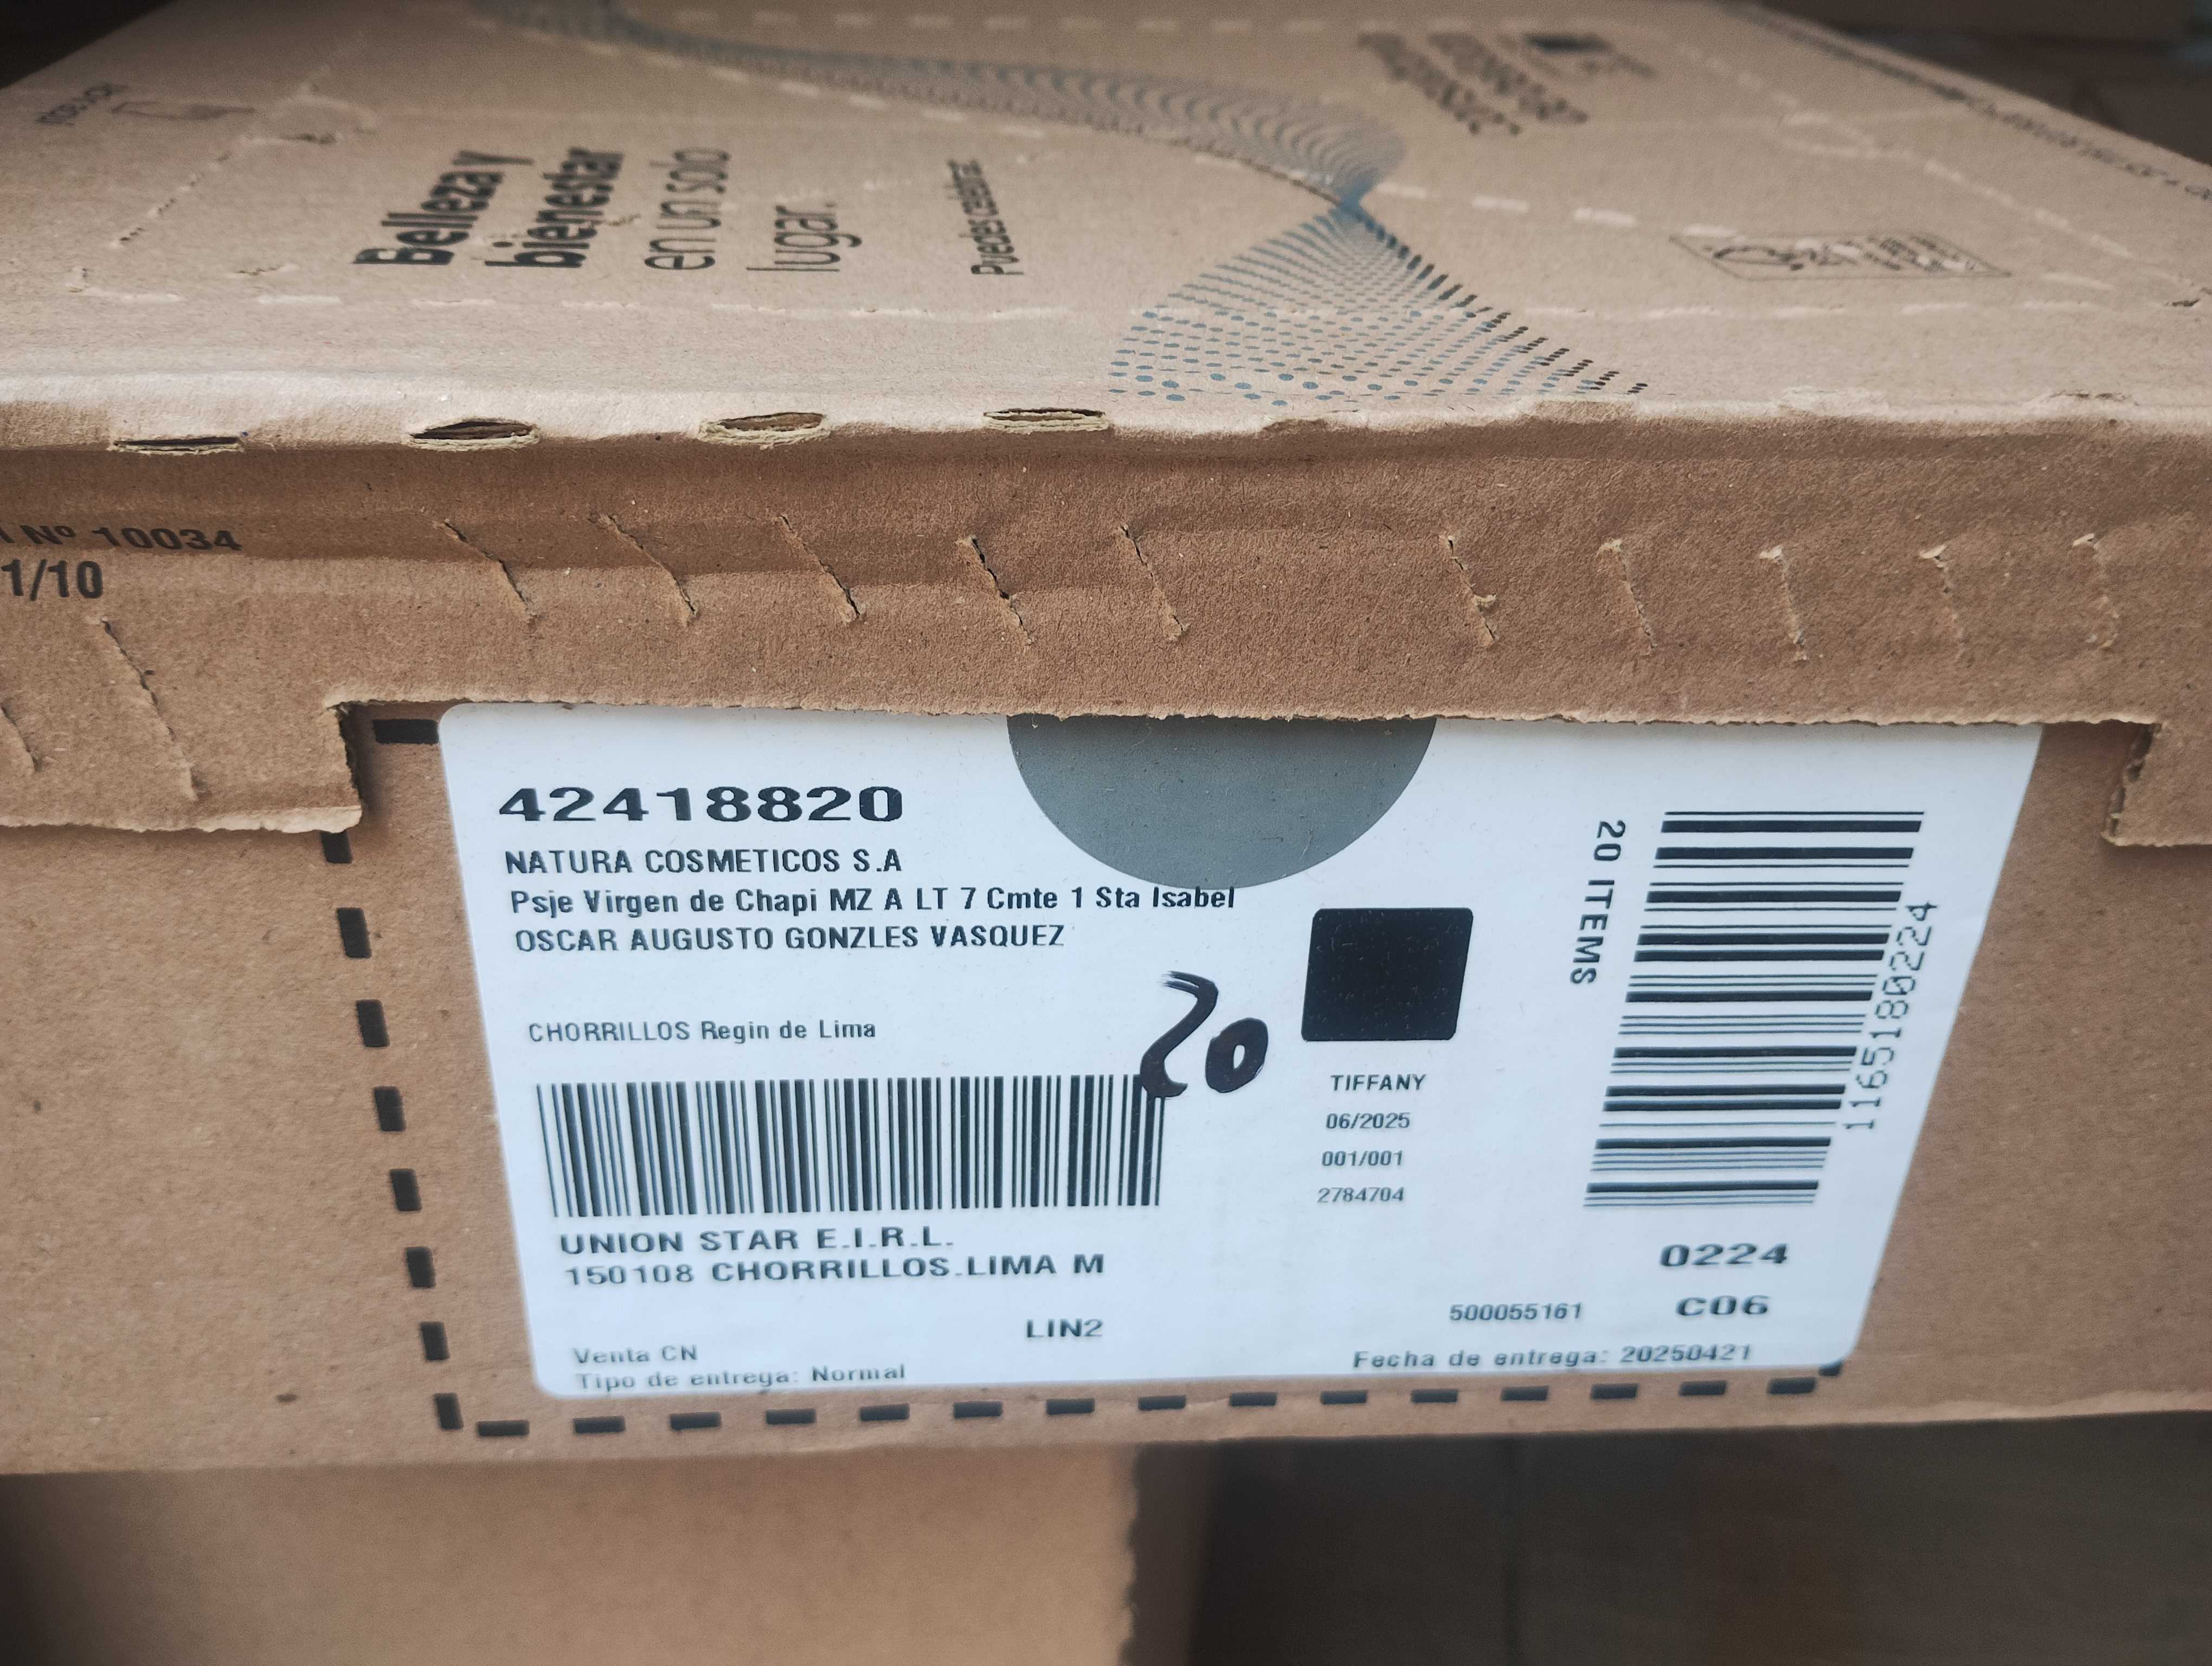 Belleza y
bienestar
en un solo
lugar.
Puedes celebrar.
Nº 10034
1/10
42418820
NATURA COSMETICOS S.A
Psje Virgen de Chapi MZ A LT 7 Cmte 1 Sta Isabel
OSCAR AUGUSTO GONZLES VASQUEZ
CHORRILLOS Regin de Lima
20
UNION STAR E.I.R.L.
150108 CHORRILLOS.LIMA M
LIN2
Venta CN
Tipo de entrega: Normal
TIFFANY
06/2025
001/001
2784704
20 ITEMS
1165180224
0224
500055161
C06
Fecha de entrega: 20250421